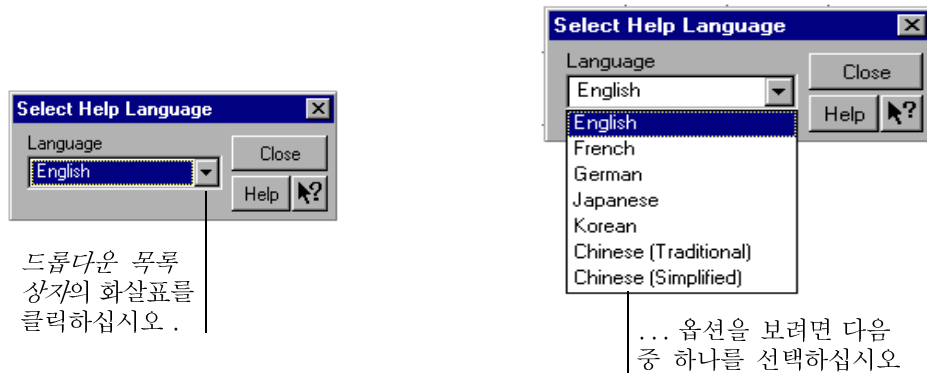 Select Help Language
Language
English
Close
Help
드롭다운 목록
상자의 화살표를
클릭하십시오 .
Select Help Language
Language
English
Close
Help
English
French
German
Japanese
Korean
Chinese (Traditional)
Chinese (Simplified)
... 옵션을 보려면 다음
중 하나를 선택하십시오